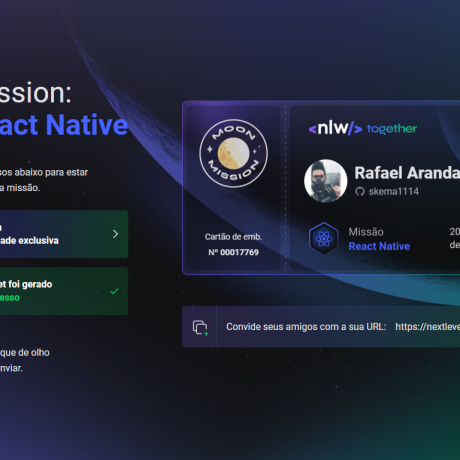 ssion:
act Native
sos abaixo para estar
a missão.
ade exclusiva
et foi gerado
esso
que de olho
nviar.
MOON
MISSION
Cartão de emb.
Nº 00017769
<nlw/> together
Rafael Aranda
skema1114
Missão
React Native
20
de
Convide seus amigos com a sua URL: https://nextleve